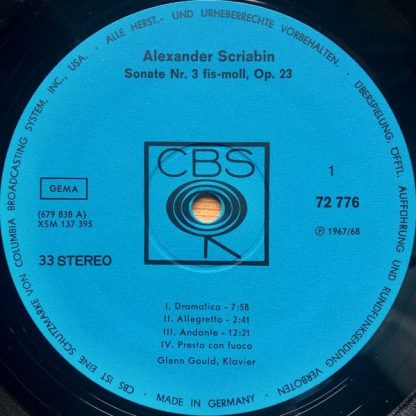 ALLE HERST.- UND URHEBERRECHTE VORBEHALTEN. · ÜBERSPIELUNG, ÖFFTL. AUFFÜHRUNG UND RUNDFUNKSENDUNG VERBOTEN
CBS IST EINE SCHUTZMARKE VON COLUMBIA BROADCASTING SYSTEM, INC., USA. ·
Alexander Scriabin
Sonate Nr. 3 fis-moll, Op. 23
CBS
GEMA
(679 838 A)
XSM 137 395
33 STEREO
1
72 776
Ⓟ 1967/68
I. Dramatico - 7:58
II. Allegretto - 2:41
III. Andante - 12:21
IV. Presto con fuoco
Glenn Gould, Klavier
· MADE IN GERMANY ·